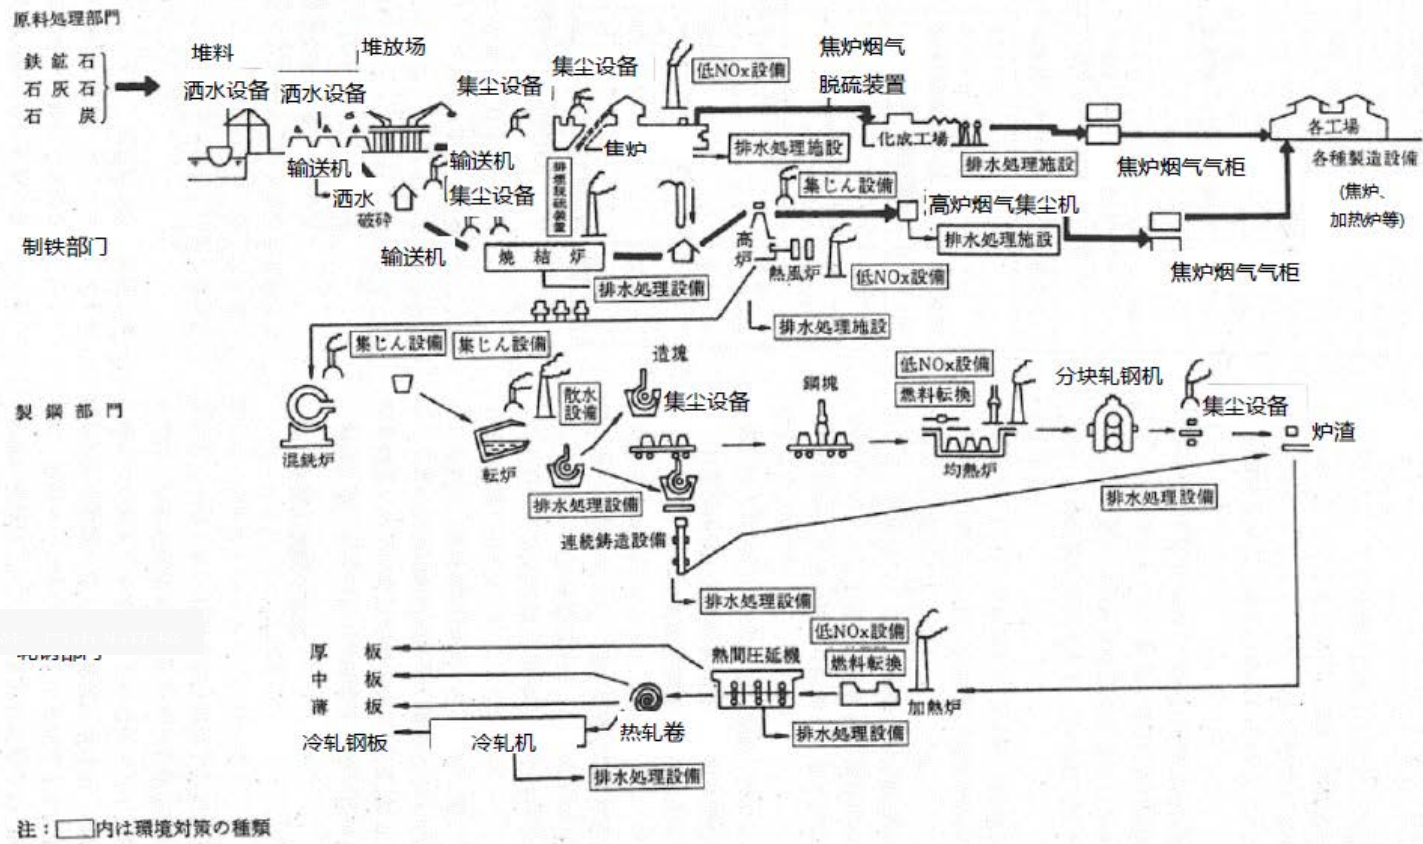 原料処理部門
鉄鉱石
石灰石
石炭
堆料
堆放场
洒水设备
洒水设备
集尘设备
集尘设备
低NOx設備
焦炉烟气
脱硫装置
输送机
输送机
焦炉
排水処理施設
化成工場
排水処理施設
焦炉烟气气柜
各工場
各種製造設備
(焦炉、
加热炉等)
洒水
破砕
集尘设备
排煙脱硫装置
集じん設備
高炉烟气集尘机
制铁部门
输送机
焼結炉
高炉
熱風炉
排水処理施設
低NOx設備
焦炉烟气气柜
排水処理設備
排水処理施設
集じん設備
集じん設備
造塊
製鋼部門
混銑炉
転炉
散水
設備
集尘设备
鋼塊
低NOx設備
燃料転換
均熱炉
分块轧钢机
集尘设备
炉渣
排水処理設備
排水処理設備
連続鋳造設備
排水処理設備
厚板
中板
薄板
冷轧钢板
冷轧机
热轧卷
熱間圧延機
低NOx設備
燃料転換
加熱炉
排水処理設備
排水処理設備
注:内は環境対策の種類